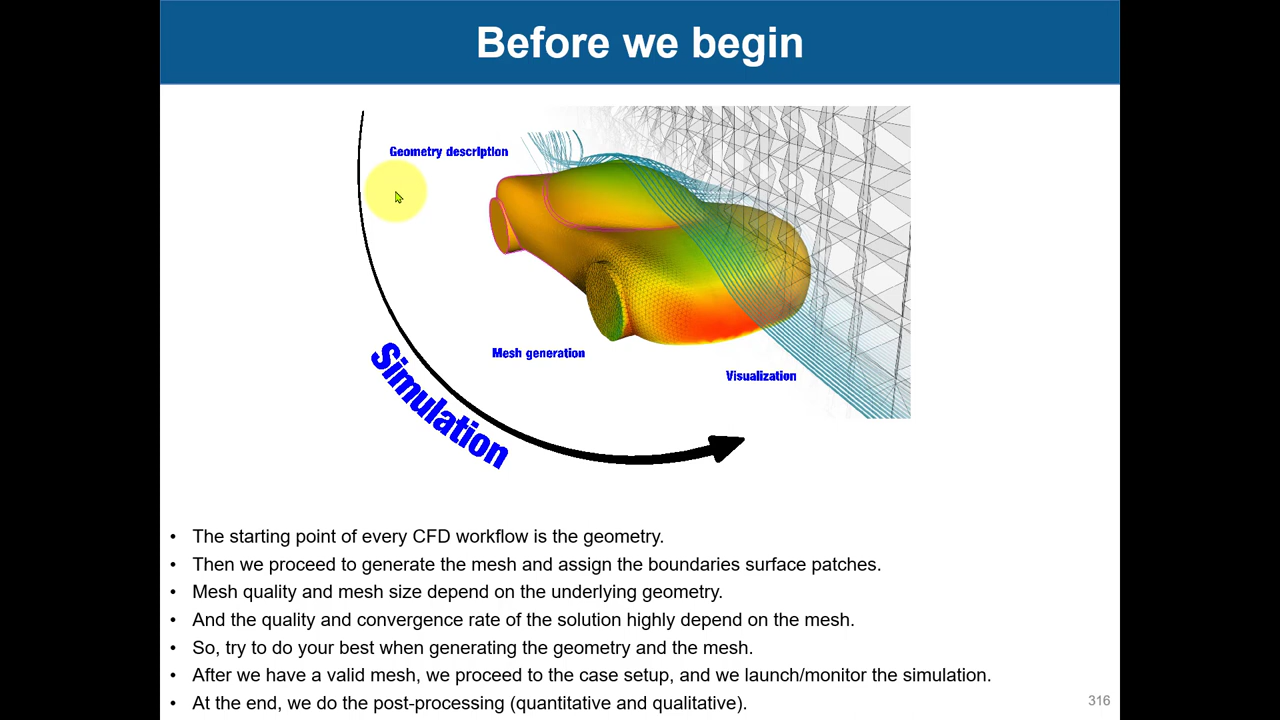 Before we begin
Geometry description
Mesh generation
Visualization
Simulation
• The starting point of every CFD workflow is the geometry.
• Then we proceed to generate the mesh and assign the boundaries surface patches.
• Mesh quality and mesh size depend on the underlying geometry.
• And the quality and convergence rate of the solution highly depend on the mesh.
• So, try to do your best when generating the geometry and the mesh.
• After we have a valid mesh, we proceed to the case setup, and we launch/monitor the simulation.
• At the end, we do the post-processing (quantitative and qualitative).
316